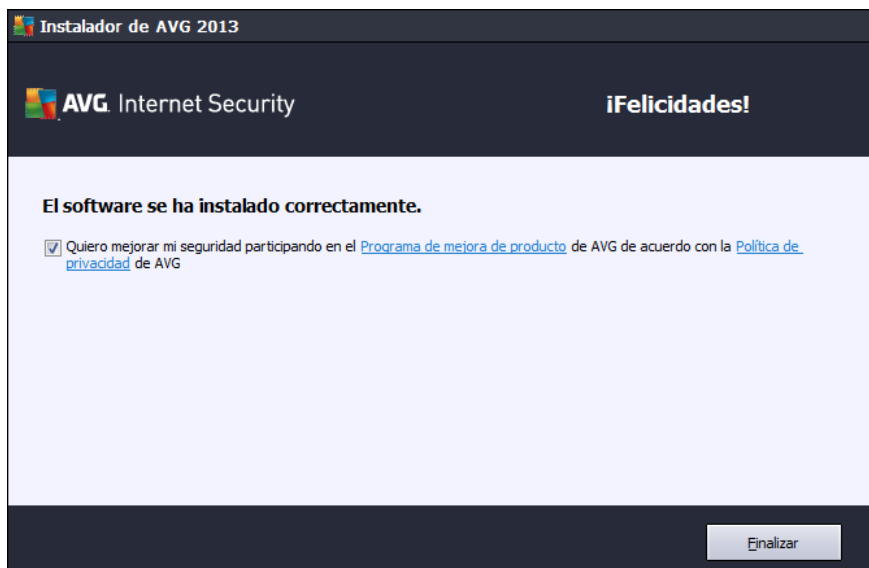 Instalador de AVG 2013
AVG. Internet Security
¡Felicidades!
El software se ha instalado correctamente.
Quiero mejorar mi seguridad participando en el Programa de mejora de producto de AVG de acuerdo con la Política de
privacidad de AVG
Finalizar